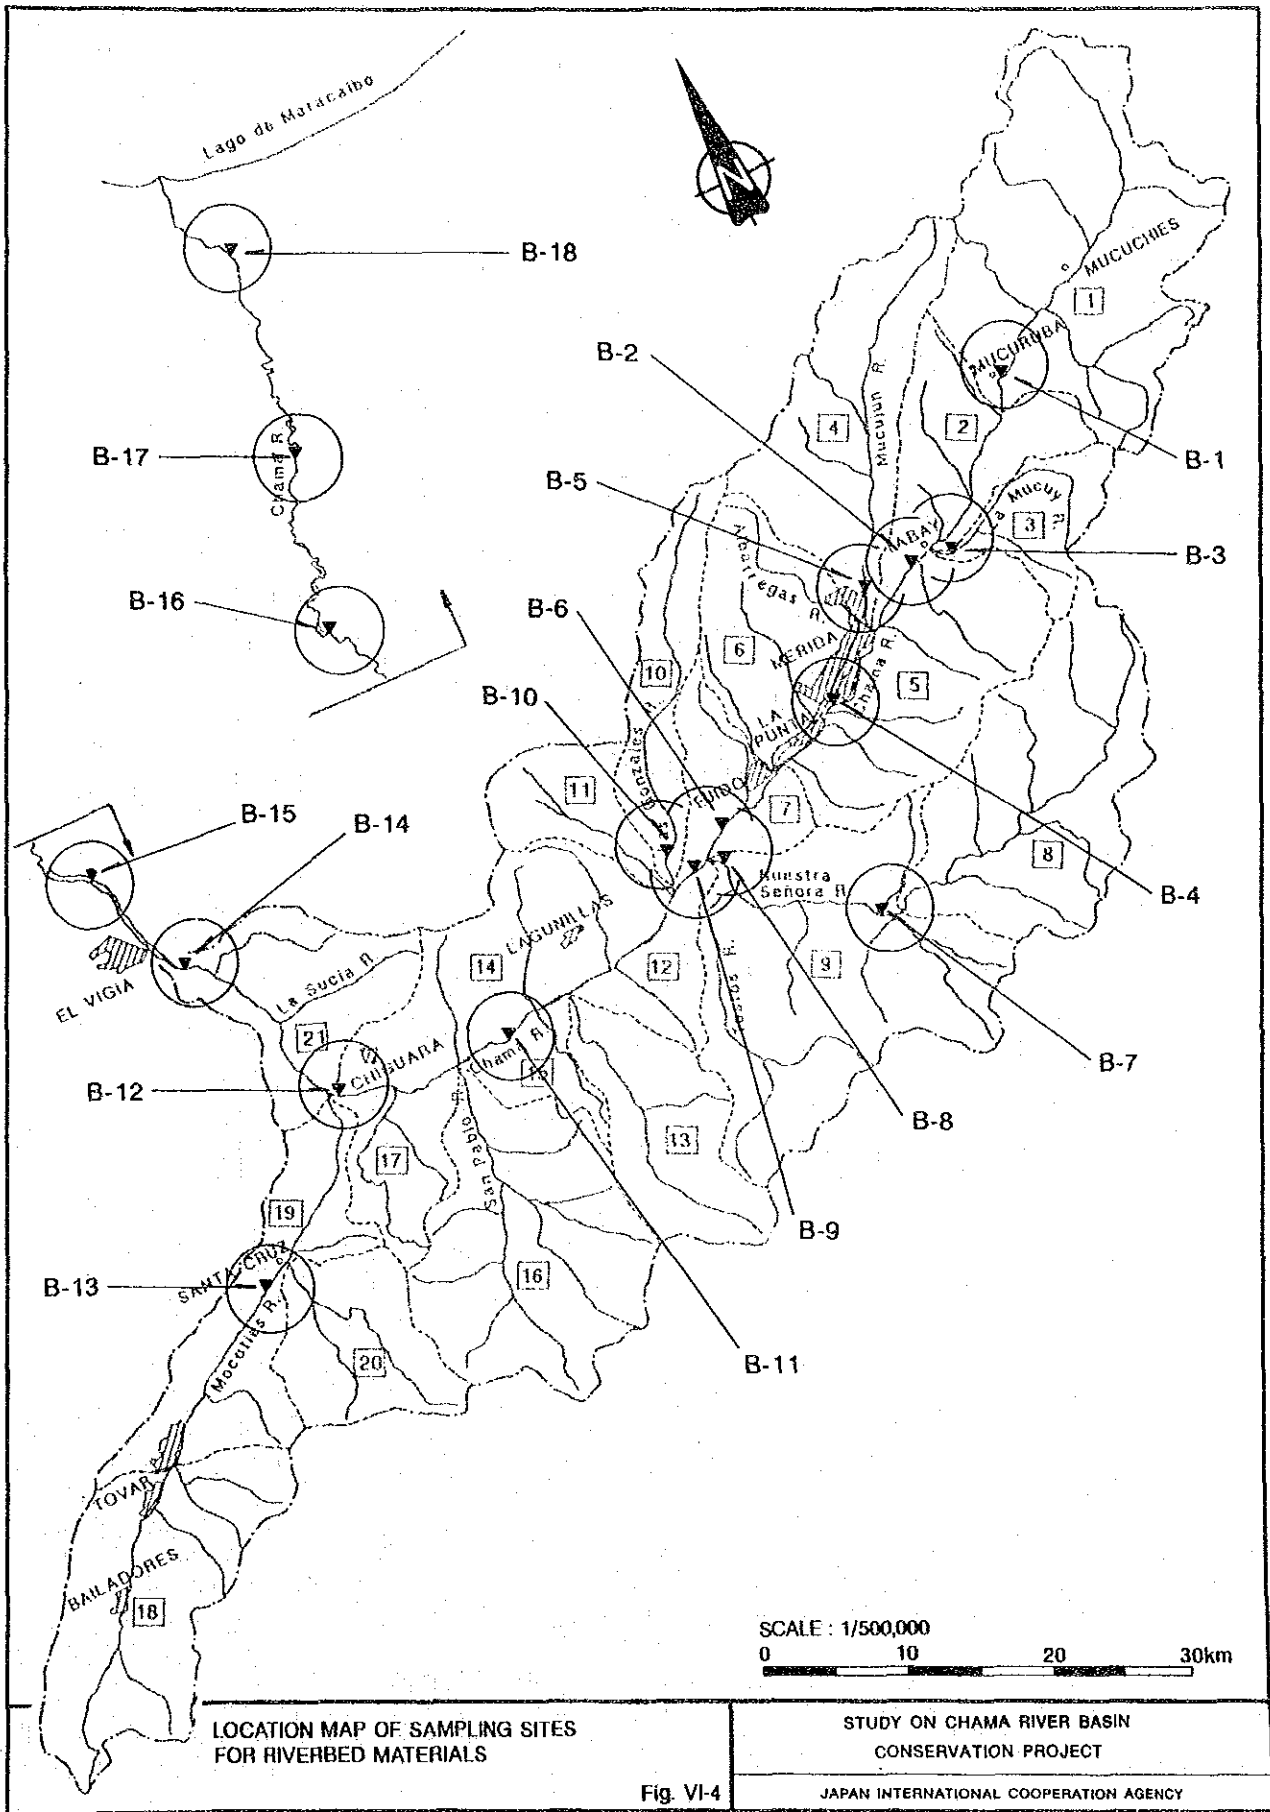 Lago de Maracaibo
N
B-18
MUCUCHIES
1
MUCURUBA
B-2
Mucujun R.
4
2
B-1
B-17
Chama R.
B-5
La Mucuy R.
3
TABAY
B-3
B-16
B-6
Albarregas R.
MERIDA
Chama R.
6
5
10
B-10
LA
PUNTA
Gonzales R.
11
EJIDO
7
8
B-15
B-14
Nuestra
Señora R.
B-4
LAGUNILLAS
14
12
9
EL VIGIA
La Sucia R.
21
CHIGUARA
Chama R.
15
B-7
B-12
B-8
San Pablo R.
13
17
19
B-9
SANTA CRUZ
B-13
16
Mocoties R.
20
B-11
TOVAR
BAILADORES
18
SCALE : 1/500,000
0 10 20 30km
LOCATION MAP OF SAMPLING SITES
FOR RIVERBED MATERIALS
Fig. VI-4
STUDY ON CHAMA RIVER BASIN
CONSERVATION PROJECT
JAPAN INTERNATIONAL COOPERATION AGENCY